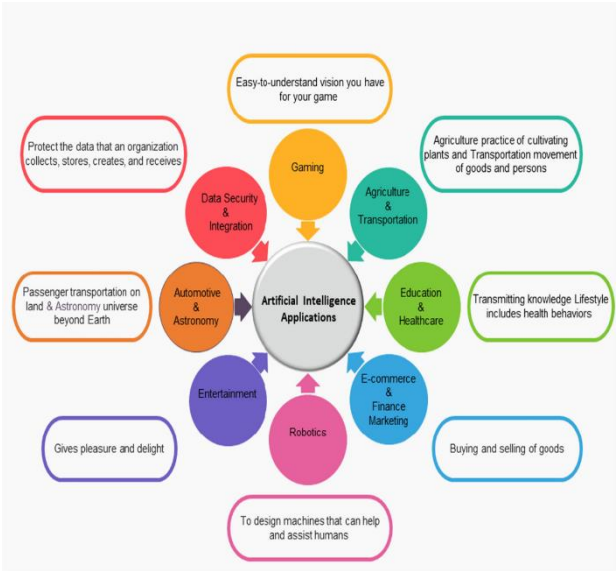 Easy-to-understand vision you have
for your game
Gaming
Agriculture practice of cultivating
plants and Transportation movement
of goods and persons
Agriculture
&
Transportation
Transmitting knowledge Lifestyle
includes health behaviors
Education
&
Healthcare
Buying and selling of goods
E-commerce
&
Finance
Marketing
To design machines that can help
and assist humans
Robotics
Gives pleasure and delight
Entertainment
Passenger transportation on
land & Astronomy universe
beyond Earth
Automotive
&
Astronomy
Protect the data that an organization
collects, stores, creates, and receives
Data Security
&
Integration
Artificial Intelligence
Applications